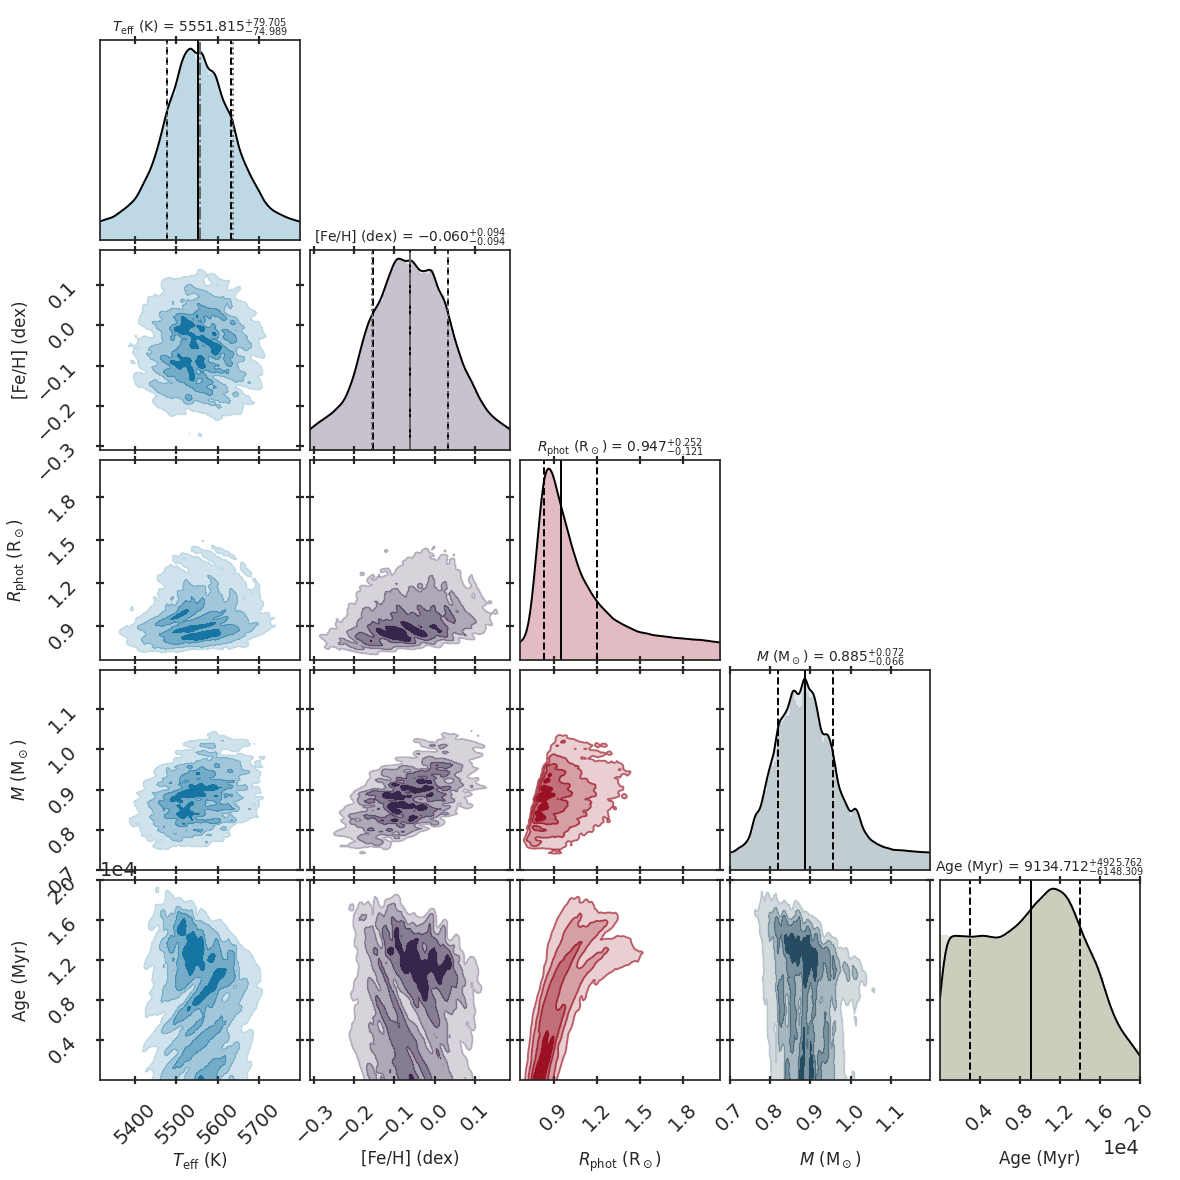 T_eff (K) = 5551.815 +79.705 −74.989
[Fe/H] (dex) = −0.060 +0.094 −0.094
[Fe/H] (dex)
0.1
0.0
−0.1
−0.2
−0.3
R_phot (R⊙) = 0.947 +0.252 −0.121
R_phot (R⊙)
1.8
1.5
1.2
0.9
M (M⊙) = 0.885 +0.072 −0.066
M (M⊙)
1.1
1.0
0.9
0.8
0.7
1e4
Age (Myr) = 9134.712 +4925.762 −6148.309
Age (Myr)
2.0
1.6
1.2
0.8
0.4
5400 5500 5600 5700
T_eff (K)
−0.3 −0.2 −0.1 0.0 0.1
[Fe/H] (dex)
0.9 1.2 1.5 1.8
R_phot (R⊙)
0.7 0.8 0.9 1.0 1.1
M (M⊙)
0.4 0.8 1.2 1.6 2.0
1e4
Age (Myr)